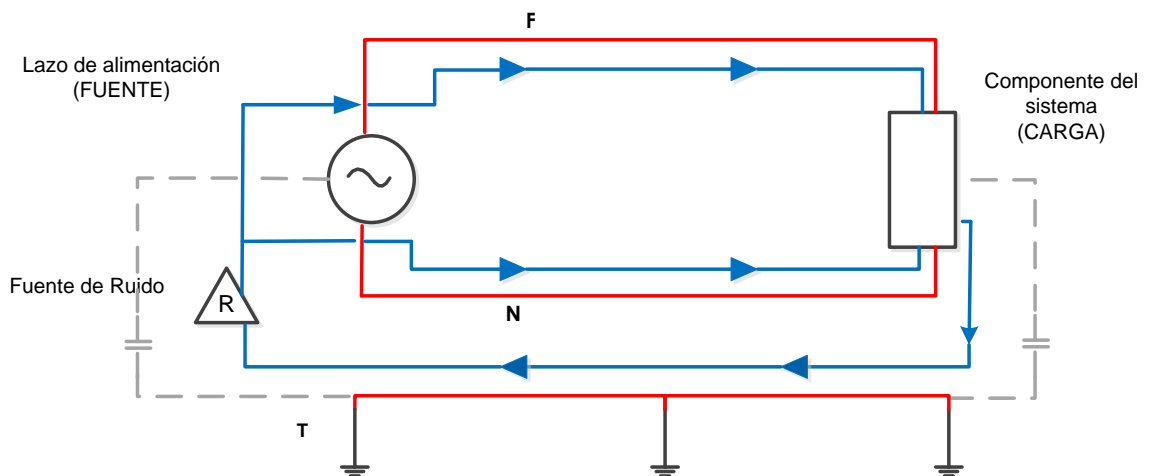 F
Lazo de alimentación
(FUENTE)
Componente del
sistema
(CARGA)
Fuente de Ruido
R
N
T